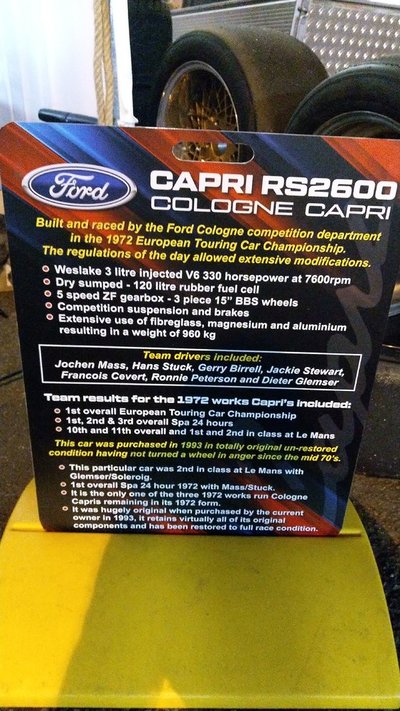 Ford
CAPRI RS2600
COLOGNE CAPRI
Built and raced by the Ford Cologne competition department
in the 1972 European Touring Car Championship.
The regulations of the day allowed extensive modifications.
Weslake 3 litre injected V6 330 horsepower at 7600rpm
Dry sumped - 120 litre rubber fuel cell
5 speed ZF gearbox - 3 piece 15" BBS wheels
Competition suspension and brakes
Extensive use of fibreglass, magnesium and aluminium
resulting in a weight of 960 kg
Team drivers included:
Jochen Mass, Hans Stuck, Gerry Birrell, Jackie Stewart,
Francois Cevert, Ronnie Peterson and Dieter Glemser
Team results for the 1972 works Capri's included:
1st overall European Touring Car Championship
1st, 2nd & 3rd overall Spa 24 hours
10th and 11th overall and 1st and 2nd in class at Le Mans
This car was purchased in 1993 in totally original un-restored
condition having not turned a wheel in anger since the mid 70's.
This particular car was 2nd in class at Le Mans with
Glemser/Soleroig.
1st overall Spa 24 hour 1972 with Mass/Stuck.
It is the only one of the three 1972 works run Cologne
Capris remaining in its 1972 form.
It was hugely original when purchased by the current
owner in 1993, it retains virtually all of its original
components and has been restored to full race condition.